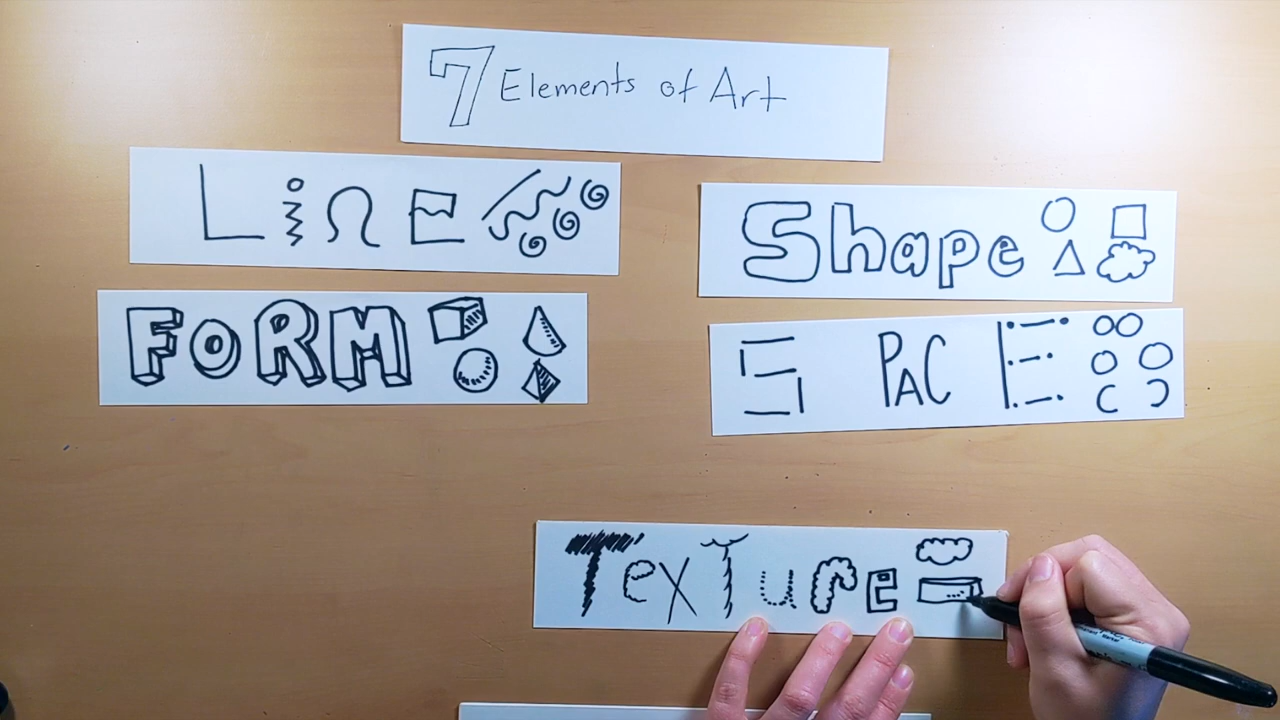 7 Elements of Art
LiNE
Shape
FORM
SPACE
TexTure